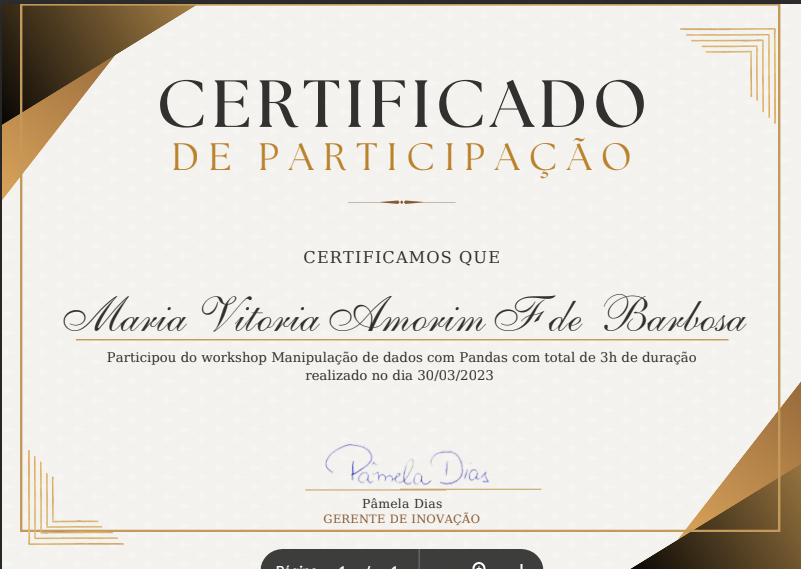 CERTIFICADO
DE PARTICIPAÇÃO
CERTIFICAMOS QUE
Maria Vitoria Amorim F de Barbosa
Participou do workshop Manipulação de dados com Pandas com total de 3h de duração
realizado no dia 30/03/2023
Pâmela Dias
Pâmela Dias
GERENTE DE INOVAÇÃO